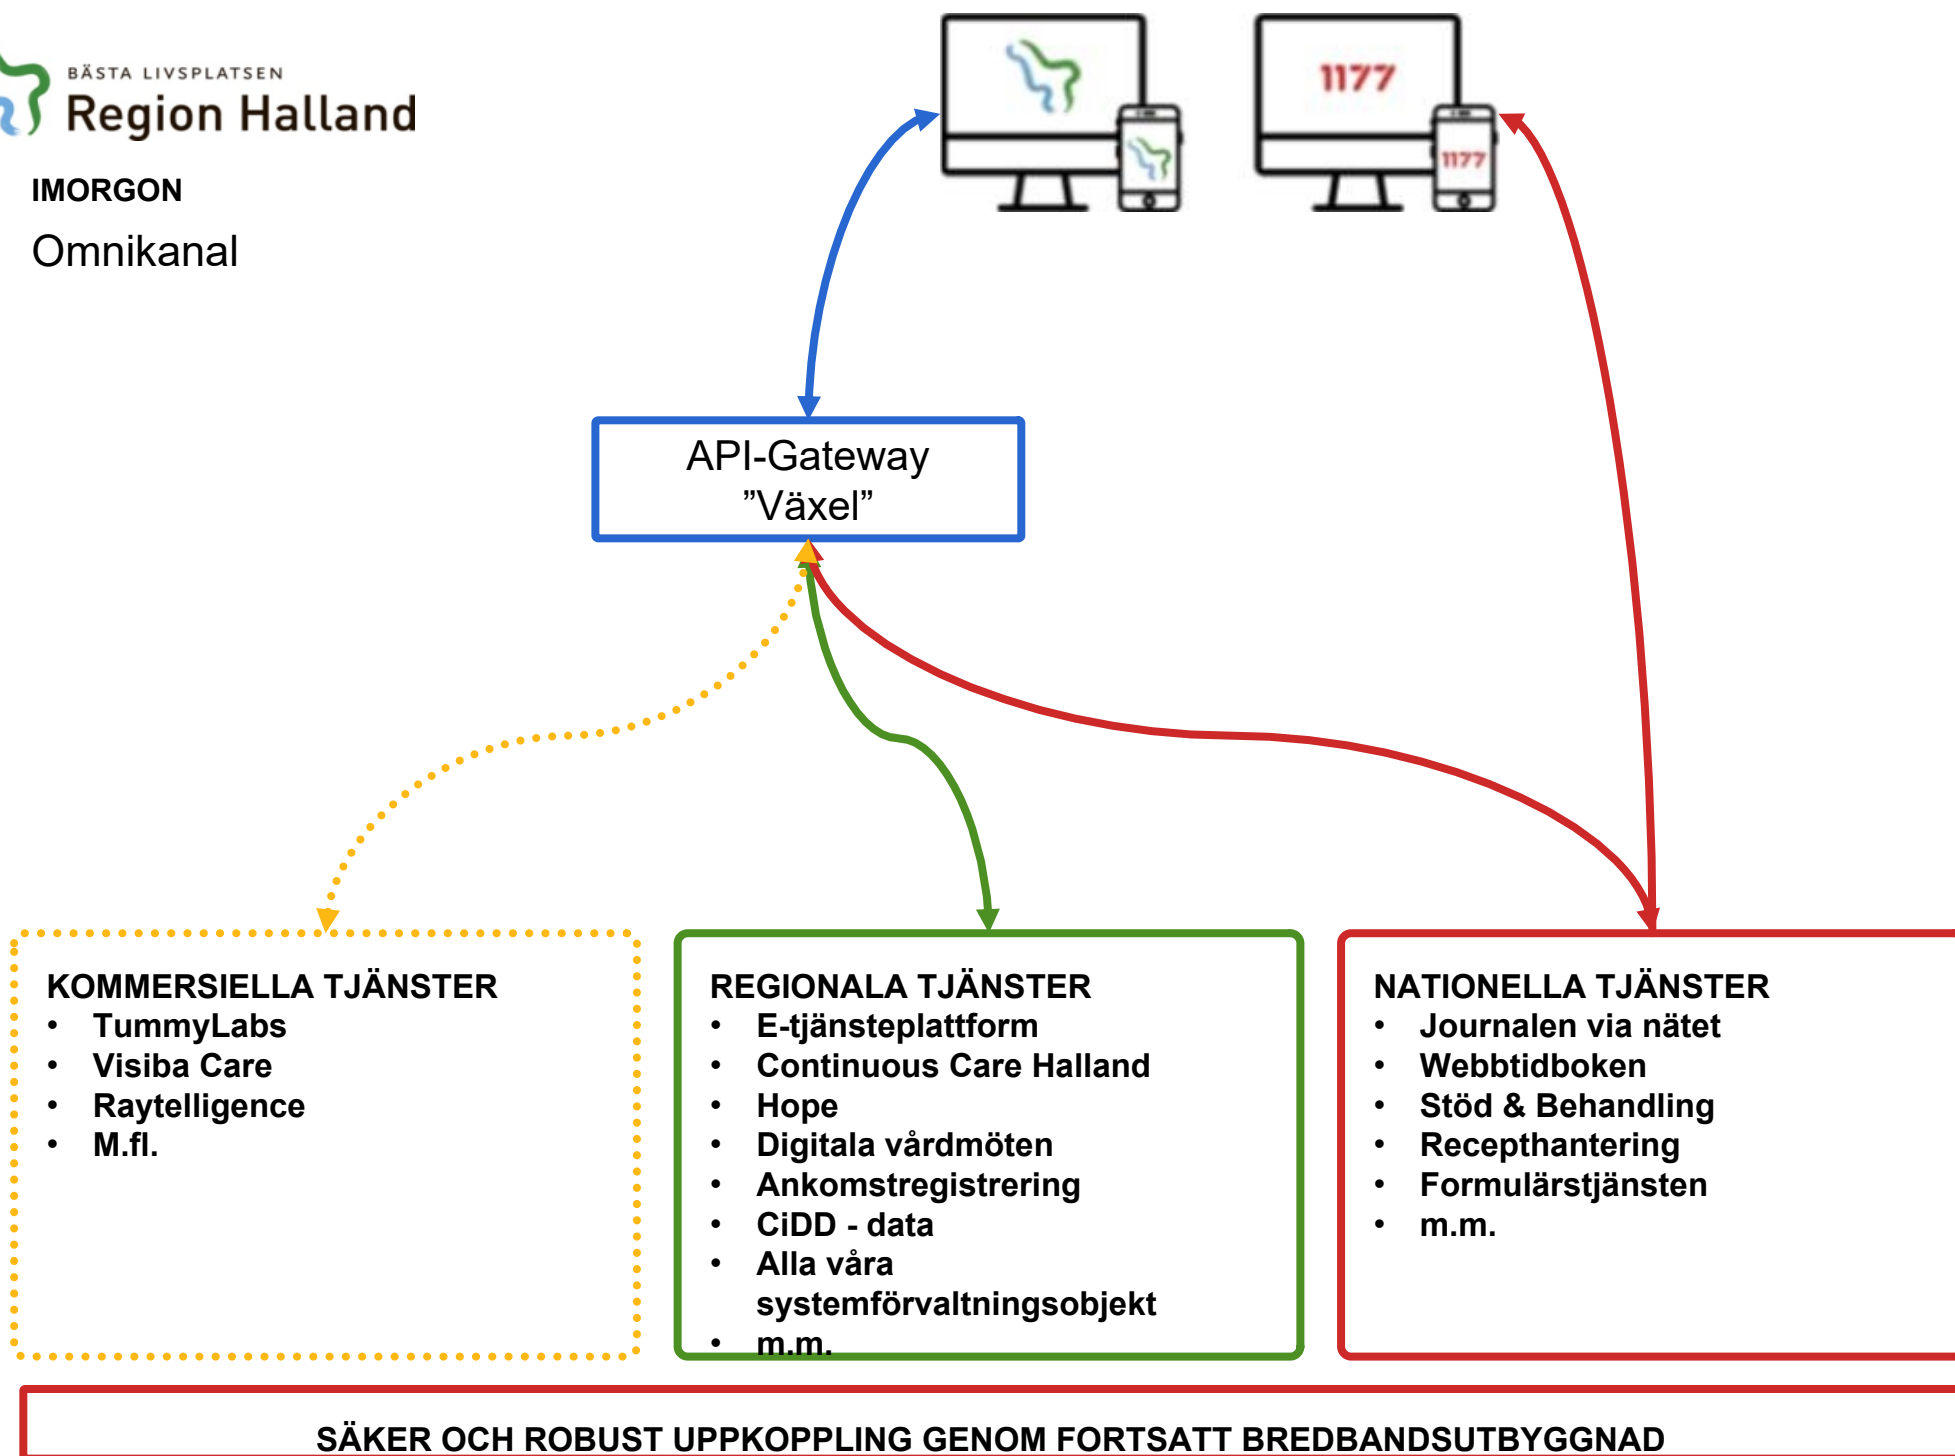 BÄSTA LIVSPLATSEN
Region Halland
IMORGON
Omnikanal
1177
1177
API-Gateway
”Växel”
KOMMERSIELLA TJÄNSTER
• TummyLabs
• Visiba Care
• Raytelligence
• M.fl.
REGIONALA TJÄNSTER
• E-tjänsteplattform
• Continuous Care Halland
• Hope
• Digitala vårdmöten
• Ankomstregistrering
• CiDD - data
• Alla våra
systemförvaltningsobjekt
• m.m.
NATIONELLA TJÄNSTER
• Journalen via nätet
• Webbtidboken
• Stöd & Behandling
• Recepthantering
• Formulärstjänsten
• m.m.
SÄKER OCH ROBUST UPPKOPPLING GENOM FORTSATT BREDBANDSUTBYGGNAD